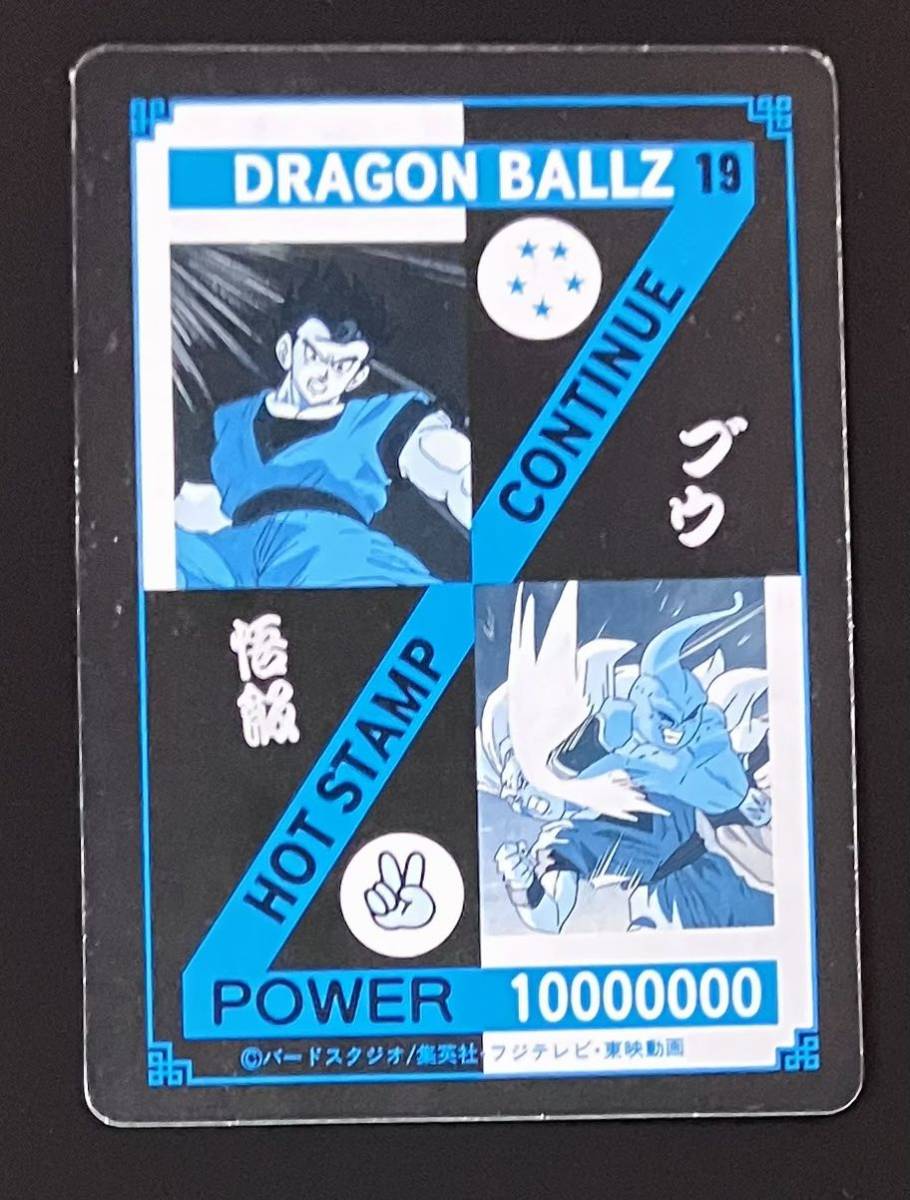 DRAGON BALLZ 19
CONTINUE
ブウ
悟飯
HOT STAMP
POWER 10000000
©バードスタジオ/集英社・フジテレビ・東映動画